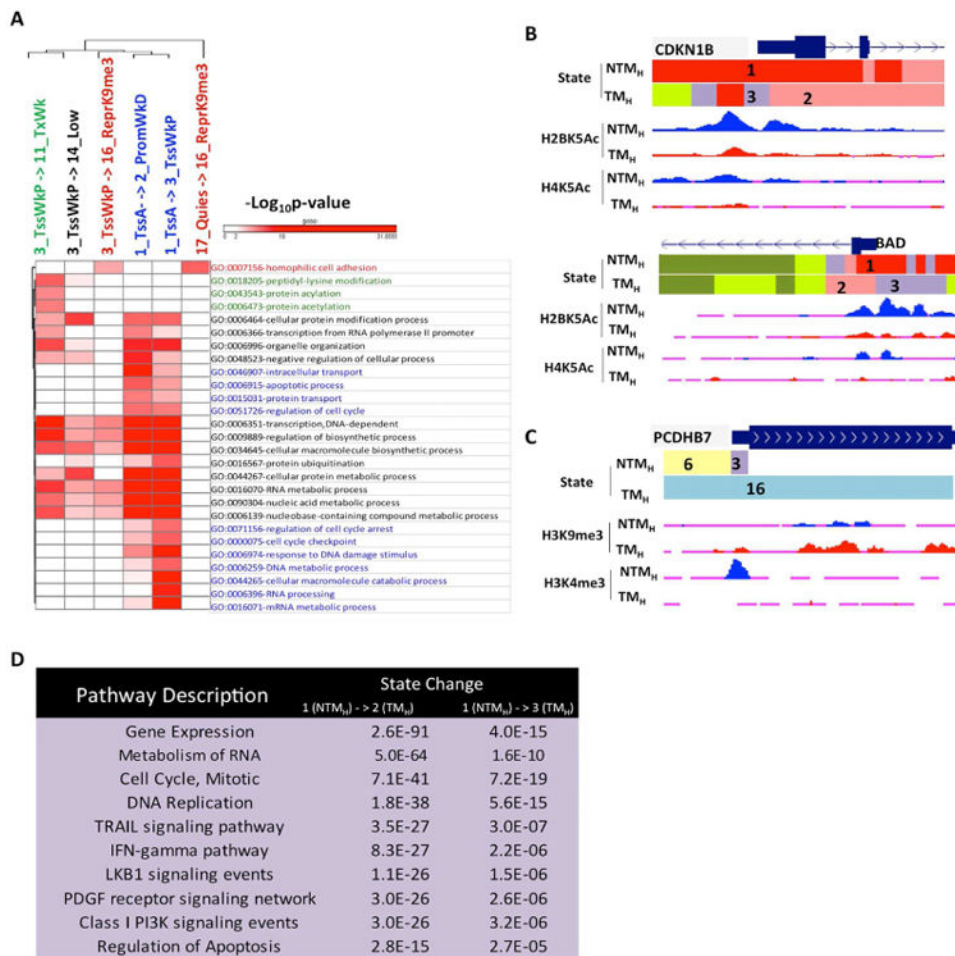 A
3_TssWkP -> 11_TxWk
3_TssWkP -> 14_Low
3_TssWkP -> 16_ReprK9me3
1_TssA- -> 2_PromWkD
1_TssA -> 3_TssWkP
17_Quies -> 16_ReprK9me3
-Log10p-value
GO:0007156-homophilic cell adhesion
GO:0018205-peptidyl-lysine modification
GO:0043543-protein acylation
GO:0006473-protein acetylation
GO:0006464-cellular protein modification process
GO:0006366-transcription from RNA polymerase II promoter
GO:0006996-organelle organization
GO:0048523-negative regulation of cellular process
GO:0046907-intracellular transport
GO:0006915-apoptotic process
GO:0015031-protein transport
GO:0051726-regulation of cell cycle
GO:0006351-transcription,DNA-dependent
GO:0009889-regulation of biosynthetic process
GO:0034645-cellular macromolecule biosynthetic process
GO:0016567-protein ubiquitination
GO:0044267-cellular protein metabolic process
GO:0016070-RNA metabolic process
GO:0090304-nucleic acid metabolic process
GO:0006139-nucleobase-containing compound metabolic process
GO:0071156-regulation of cell cycle arrest
GO:0000075-cell cycle checkpoint
GO:0006974-response to DNA damage stimulus
GO:0006259-DNA metabolic process
GO:0044265-cellular macromolecule catabolic process
GO:0006396-RNA processing
GO:0016071-mRNA metabolic process
B
CDKN1B
State
NTMH
1
TMH
3 2
H2BK5Ac
NTMH
TMH
H4K5Ac
NTMH
TMH
BAD
State
NTMH
1
TMH
2 3
H2BK5Ac
NTMH
TMH
H4K5Ac
NTMH
TMH
C
PCDHB7
State
NTMH
6 3
TMH
16
H3K9me3
NTMH
TMH
H3K4me3
NTMH
TMH
D
Pathway Description State Change
1 (NTMH) - > 2 (TMH) 1 (NTMH) -> 3 (TMH)
Gene Expression 2.6E-91 4.0E-15
Metabolism of RNA 5.0E-64 1.6E-10
Cell Cycle, Mitotic 7.1E-41 7.2E-19
DNA Replication 1.8E-38 5.6E-15
TRAIL signaling pathway 3.5E-27 3.0E-07
IFN-gamma pathway 8.3E-27 2.2E-06
LKB1 signaling events 1.1E-26 1.5E-06
PDGF receptor signaling network 3.0E-26 2.6E-06
Class I PI3K signaling events 3.0E-26 3.2E-06
Regulation of Apoptosis 2.8E-15 2.7E-05